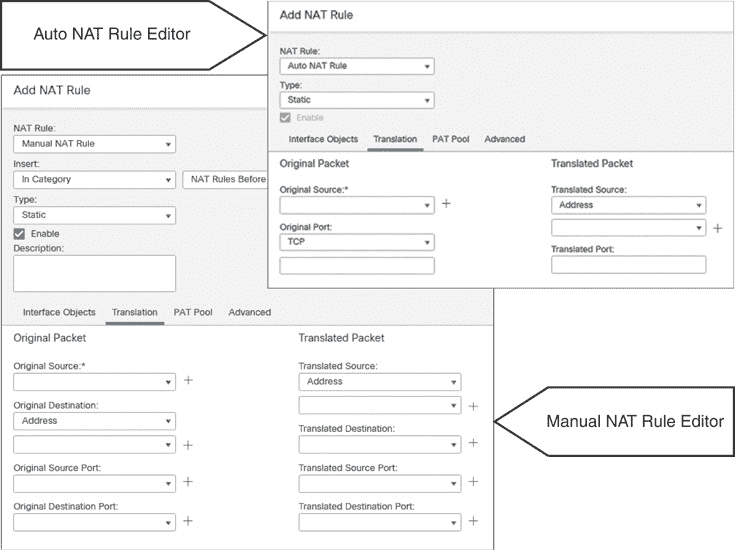 Auto NAT Rule Editor
Add NAT Rule
NAT Rule:
Auto NAT Rule
Type:
Static
Enable
Interface Objects Translation PAT Pool Advanced
Original Packet Translated Packet
Original Source:* Translated Source:
Address
Original Port:
TCP
Translated Port:
Add NAT Rule
NAT Rule:
Manual NAT Rule
Insert:
In Category NAT Rules Before
Type:
Static
Enable
Description:
Interface Objects Translation PAT Pool Advanced
Original Packet Translated Packet
Original Source:* Translated Source:
Address
Original Destination:
Address
Translated Destination:
Original Source Port: Translated Source Port:
Original Destination Port: Translated Destination Port:
Manual NAT Rule Editor